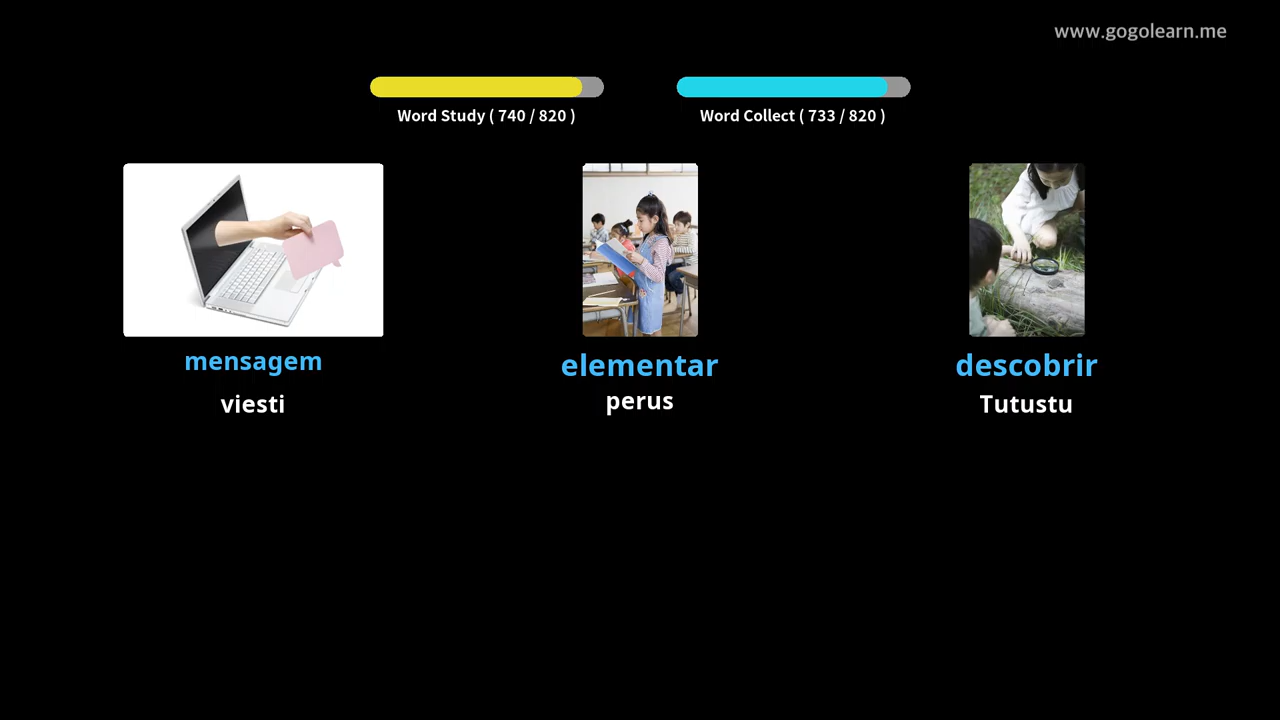 www.gogolearn.me
Word Study ( 740 / 820 )
Word Collect ( 733 / 820 )
mensagem
viesti
elementar
perus
descobrir
Tutustu